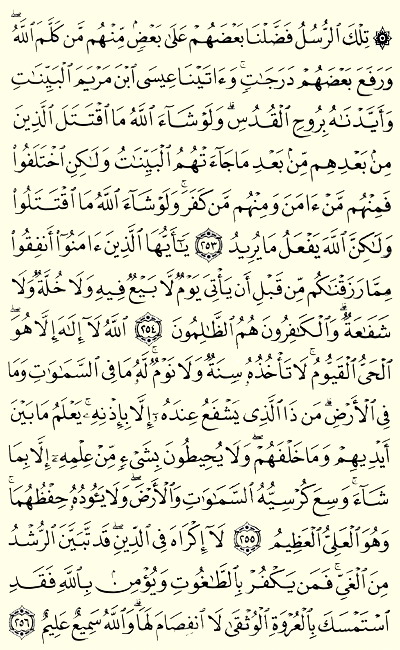 ۞ تِلْكَ ٱلرُّسُلُ فَضَّلْنَا بَعْضَهُمْ عَلَىٰ بَعْضٍ ۘ مِّنْهُم مَّن كَلَّمَ ٱللَّهُ ۖ
وَرَفَعَ بَعْضَهُمْ دَرَجَٰتٍ ۚ وَءَاتَيْنَا عِيسَى ٱبْنَ مَرْيَمَ ٱلْبَيِّنَٰتِ
وَأَيَّدْنَٰهُ بِرُوحِ ٱلْقُدُسِ ۗ وَلَوْ شَآءَ ٱللَّهُ مَا ٱقْتَتَلَ ٱلَّذِينَ
مِنۢ بَعْدِهِم مِّنۢ بَعْدِ مَا جَآءَتْهُمُ ٱلْبَيِّنَٰتُ وَلَٰكِنِ ٱخْتَلَفُوا۟
فَمِنْهُم مَّنْ ءَامَنَ وَمِنْهُم مَّن كَفَرَ ۚ وَلَوْ شَآءَ ٱللَّهُ مَا ٱقْتَتَلُوا۟
وَلَٰكِنَّ ٱللَّهَ يَفْعَلُ مَا يُرِيدُ ٢٥٣ يَٰٓأَيُّهَا ٱلَّذِينَ ءَامَنُوٓا۟ أَنفِقُوا۟
مِمَّا رَزَقْنَٰكُم مِّن قَبْلِ أَن يَأْتِىَ يَوْمٌ لَّا بَيْعٌ فِيهِ وَلَا خُلَّةٌ وَلَا
شَفَٰعَةٌ ۗ وَٱلْكَٰفِرُونَ هُمُ ٱلظَّٰلِمُونَ ٢٥٤ ٱللَّهُ لَآ إِلَٰهَ إِلَّا هُوَ
ٱلْحَىُّ ٱلْقَيُّومُ ۚ لَا تَأْخُذُهُۥ سِنَةٌ وَلَا نَوْمٌ ۚ لَّهُۥ مَا فِى ٱلسَّمَٰوَٰتِ وَمَا
فِى ٱلْأَرْضِ ۗ مَن ذَا ٱلَّذِى يَشْفَعُ عِندَهُۥٓ إِلَّا بِإِذْنِهِۦ ۚ يَعْلَمُ مَا بَيْنَ
أَيْدِيهِمْ وَمَا خَلْفَهُمْ ۖ وَلَا يُحِيطُونَ بِشَىْءٍ مِّنْ عِلْمِهِۦٓ إِلَّا بِمَا
شَآءَ ۚ وَسِعَ كُرْسِيُّهُ ٱلسَّمَٰوَٰتِ وَٱلْأَرْضَ ۖ وَلَا يَـُٔودُهُۥ حِفْظُهُمَا ۚ
وَهُوَ ٱلْعَلِىُّ ٱلْعَظِيمُ ٢٥٥ لَآ إِكْرَاهَ فِى ٱلدِّينِ ۖ قَد تَّبَيَّنَ ٱلرُّشْدُ
مِنَ ٱلْغَىِّ ۚ فَمَن يَكْفُرْ بِٱلطَّٰغُوتِ وَيُؤْمِنۢ بِٱللَّهِ فَقَدِ
ٱسْتَمْسَكَ بِٱلْعُرْوَةِ ٱلْوُثْقَىٰ لَا ٱنفِصَامَ لَهَا ۗ وَٱللَّهُ سَمِيعٌ عَلِيمٌ ٢٥٦